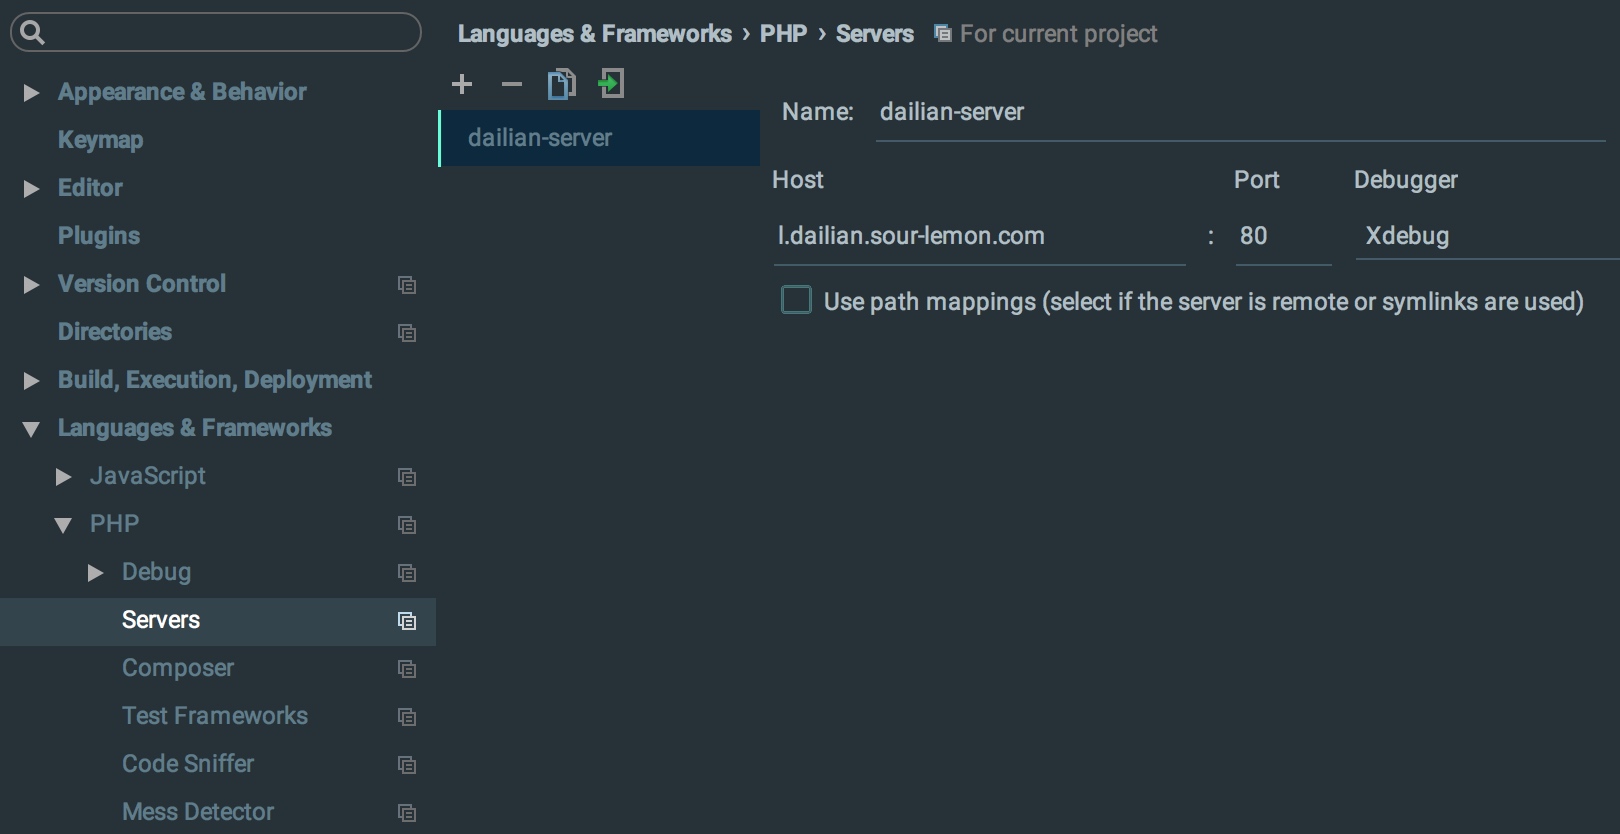 Appearance & Behavior
Keymap
Editor
Plugins
Version Control
Directories
Build, Execution, Deployment
Languages & Frameworks
JavaScript
PHP
Debug
Servers
Composer
Test Frameworks
Code Sniffer
Mess Detector
Languages & Frameworks › PHP › Servers For current project
dailian-server
Name: dailian-server
Host Port Debugger
l.dailian.sour-lemon.com : 80 Xdebug
Use path mappings (select if the server is remote or symlinks are used)